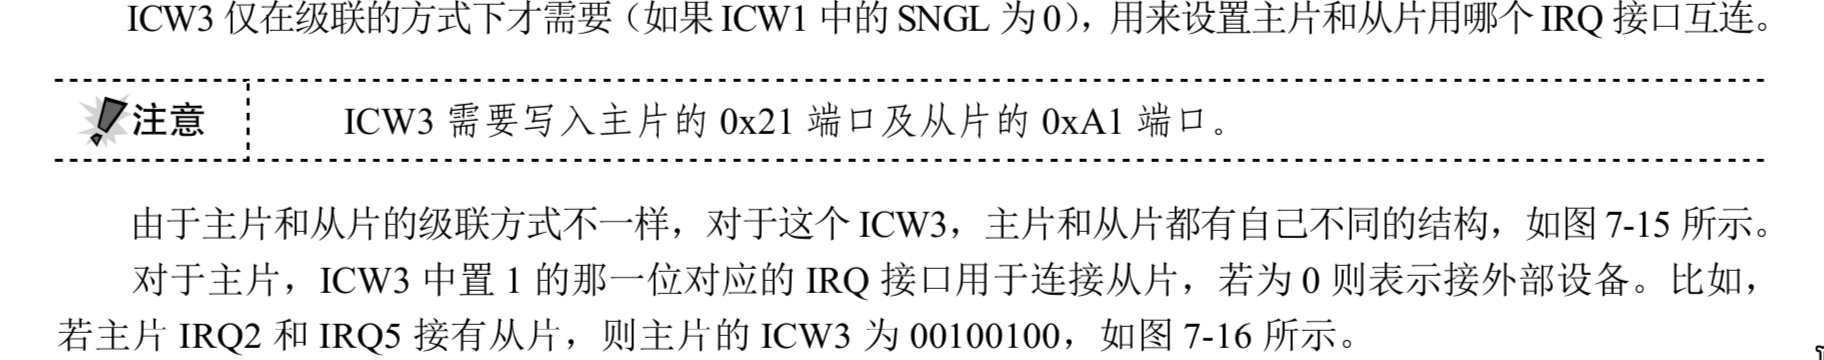 ICW3 仅在级联的方式下才需要（如果 ICW1 中的 SNGL 为 0），用来设置主片和从片用哪个 IRQ 接口互连。
注意 ICW3 需要写入主片的 0x21 端口及从片的 0xA1 端口。
由于主片和从片的级联方式不一样，对于这个 ICW3，主片和从片都有自己不同的结构，如图 7-15 所示。
对于主片，ICW3 中置 1 的那一位对应的 IRQ 接口用于连接从片，若为 0 则表示接外部设备。比如，
若主片 IRQ2 和 IRQ5 接有从片，则主片的 ICW3 为 00100100，如图 7-16 所示。